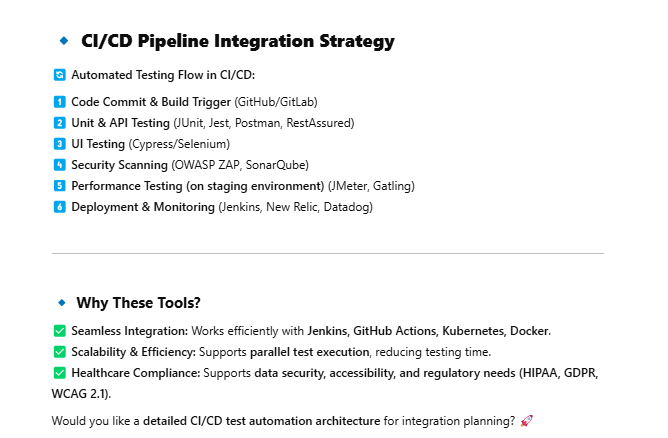 🔹 CI/CD Pipeline Integration Strategy
🔄 Automated Testing Flow in CI/CD:
1️⃣ Code Commit & Build Trigger (GitHub/GitLab)
2️⃣ Unit & API Testing (JUnit, Jest, Postman, RestAssured)
3️⃣ UI Testing (Cypress/Selenium)
4️⃣ Security Scanning (OWASP ZAP, SonarQube)
5️⃣ Performance Testing (on staging environment) (JMeter, Gatling)
6️⃣ Deployment & Monitoring (Jenkins, New Relic, Datadog)
🔹 Why These Tools?
✅ Seamless Integration: Works efficiently with Jenkins, GitHub Actions, Kubernetes, Docker.
✅ Scalability & Efficiency: Supports parallel test execution, reducing testing time.
✅ Healthcare Compliance: Supports data security, accessibility, and regulatory needs (HIPAA, GDPR,
WCAG 2.1).
Would you like a detailed CI/CD test automation architecture for integration planning? 🚀